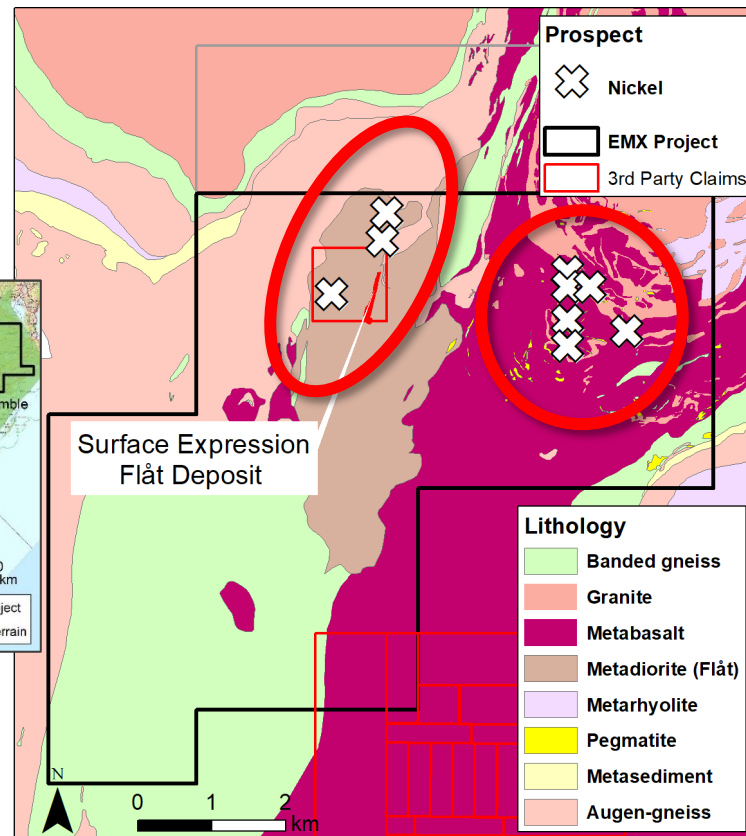 Prospect
Nickel
EMX Project
3rd Party Claims
Surface Expression
Flåt Deposit
km
Lithology
Banded gneiss
Granite
Metabasalt
Metadiorite (Flåt)
Metarhyolite
Pegmatite
Metasediment
Augen-gneiss
N
0 1 2
km